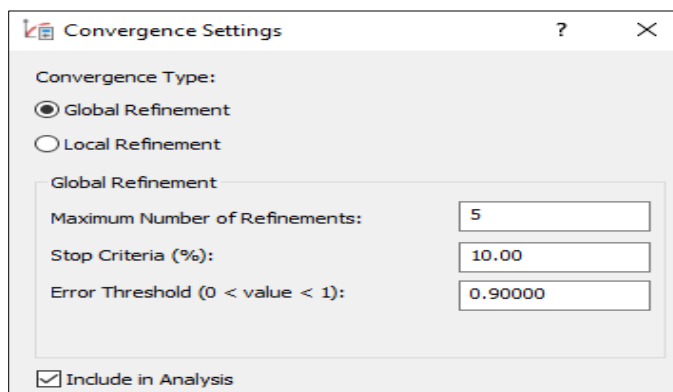 Convergence Settings ?
Convergence Type:
Global Refinement
Local Refinement
Global Refinement
Maximum Number of Refinements: 5
Stop Criteria (%): 10.00
Error Threshold (0 < value < 1): 0.90000
Include in Analysis